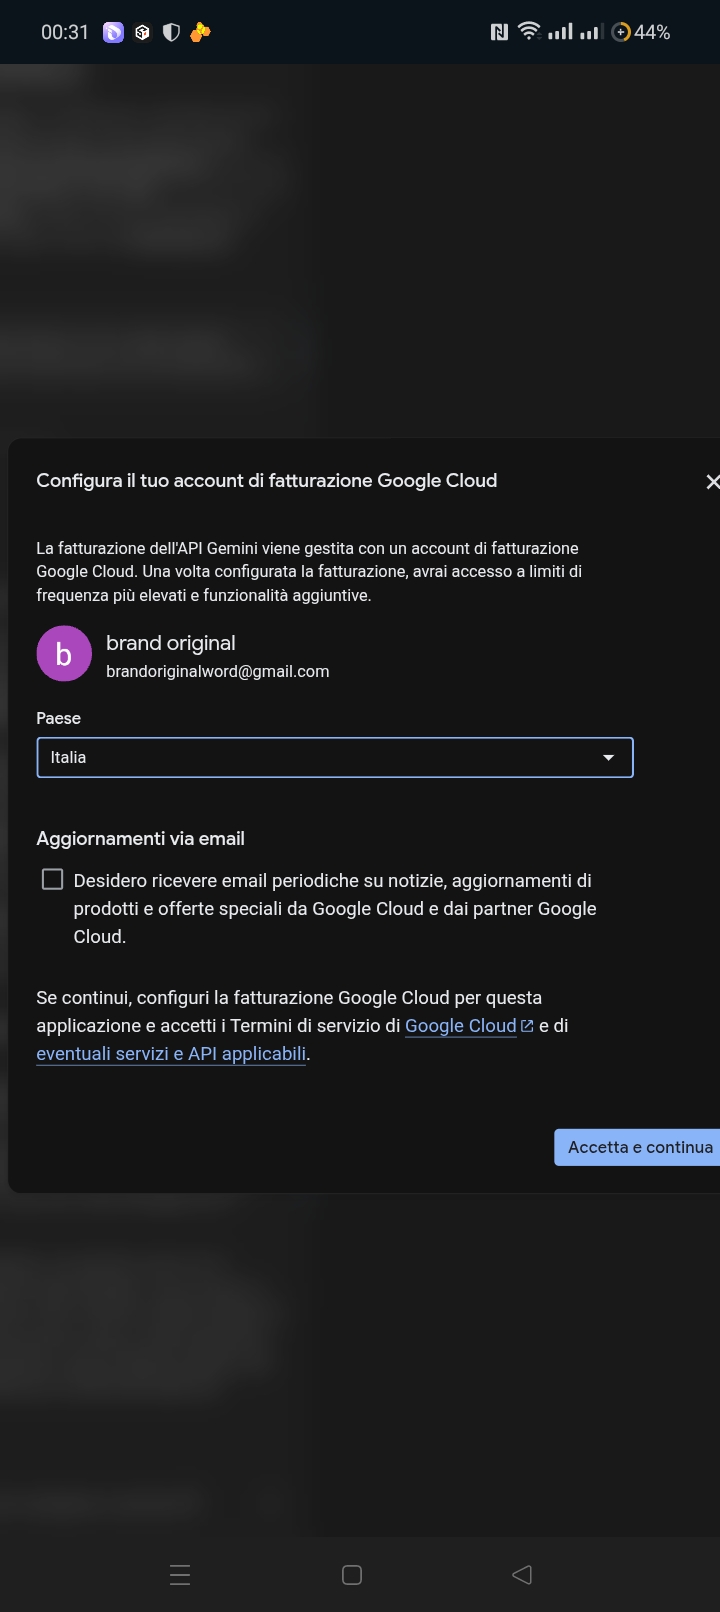 00:31
44%
Configura il tuo account di fatturazione Google Cloud
La fatturazione dell'API Gemini viene gestita con un account di fatturazione
Google Cloud. Una volta configurata la fatturazione, avrai accesso a limiti di
frequenza più elevati e funzionalità aggiuntive.
b
brand original
brandoriginalword@gmail.com
Paese
Italia
Aggiornamenti via email
Desidero ricevere email periodiche su notizie, aggiornamenti di
prodotti e offerte speciali da Google Cloud e dai partner Google
Cloud.
Se continui, configuri la fatturazione Google Cloud per questa
applicazione e accetti i Termini di servizio di Google Cloud e di
eventuali servizi e API applicabili.
Accetta e continua